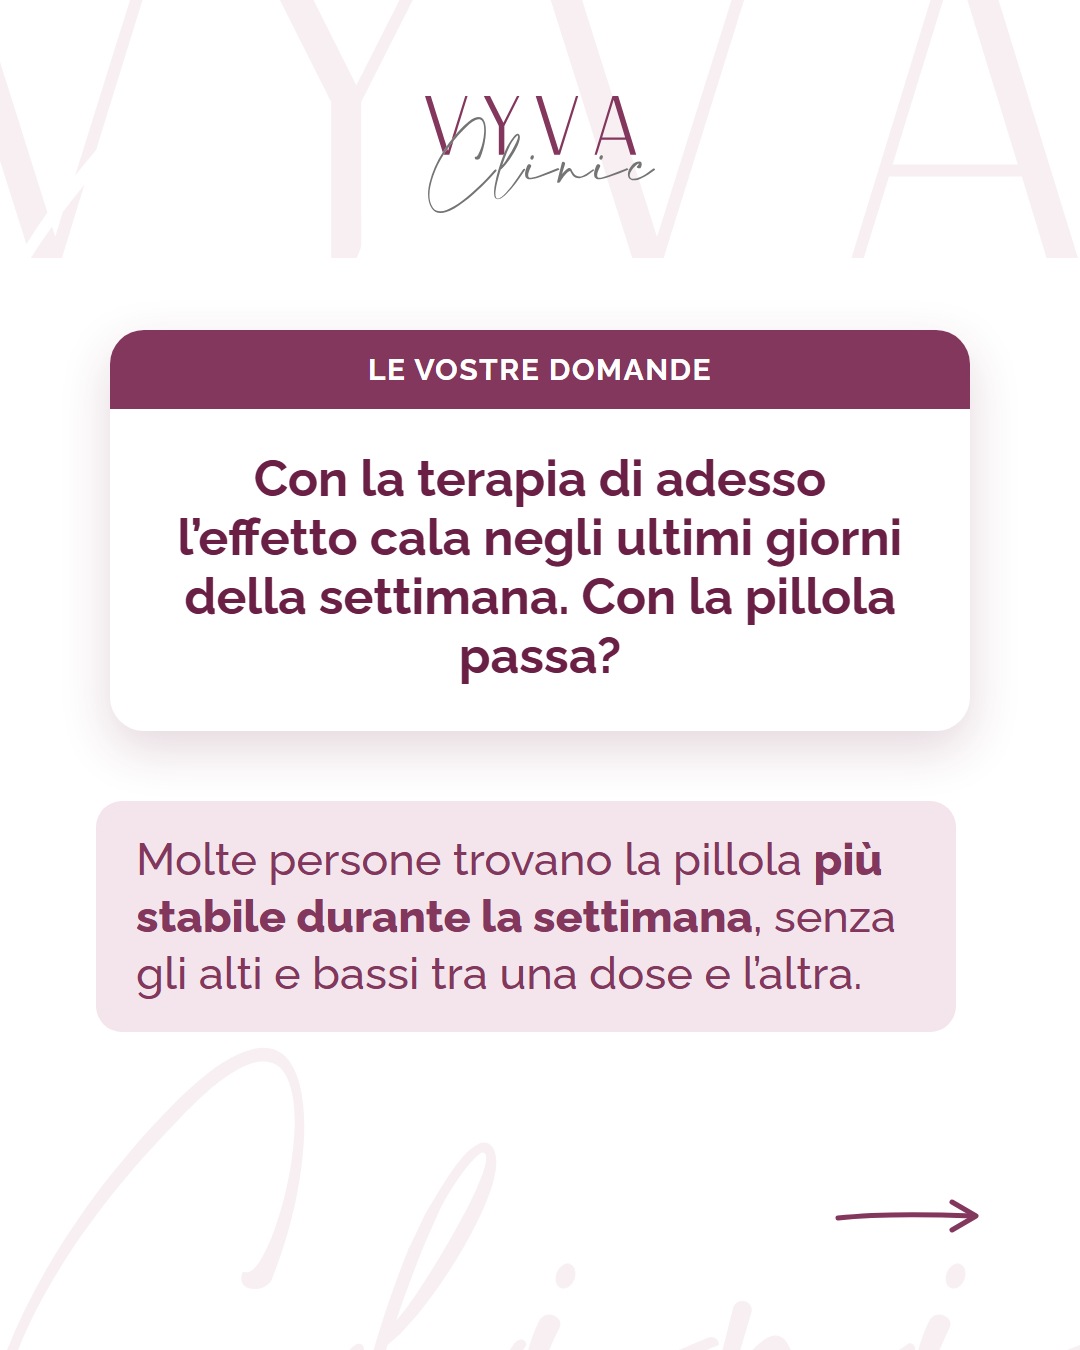 VYVA
Clinic
LE VOSTRE DOMANDE
Con la terapia di adesso
l’effetto cala negli ultimi giorni
della settimana. Con la pillola
passa?
Molte persone trovano la pillola più
stabile durante la settimana, senza
gli alti e bassi tra una dose e l’altra.